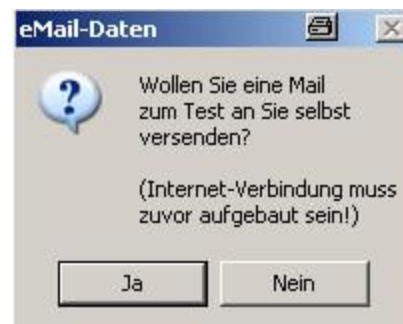 eMail-Daten
Wollen Sie eine Mail
zum Test an Sie selbst
versenden?
(Internet-Verbindung muss
zuvor aufgebaut sein!)
Ja Nein